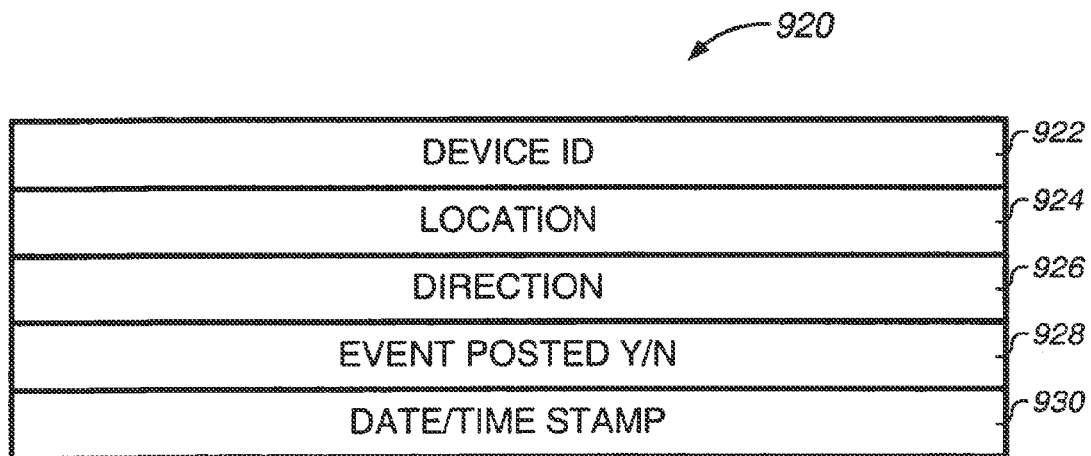 920
DEVICE ID 922
LOCATION 924
DIRECTION 926
EVENT POSTED Y/N 928
DATE/TIME STAMP 930